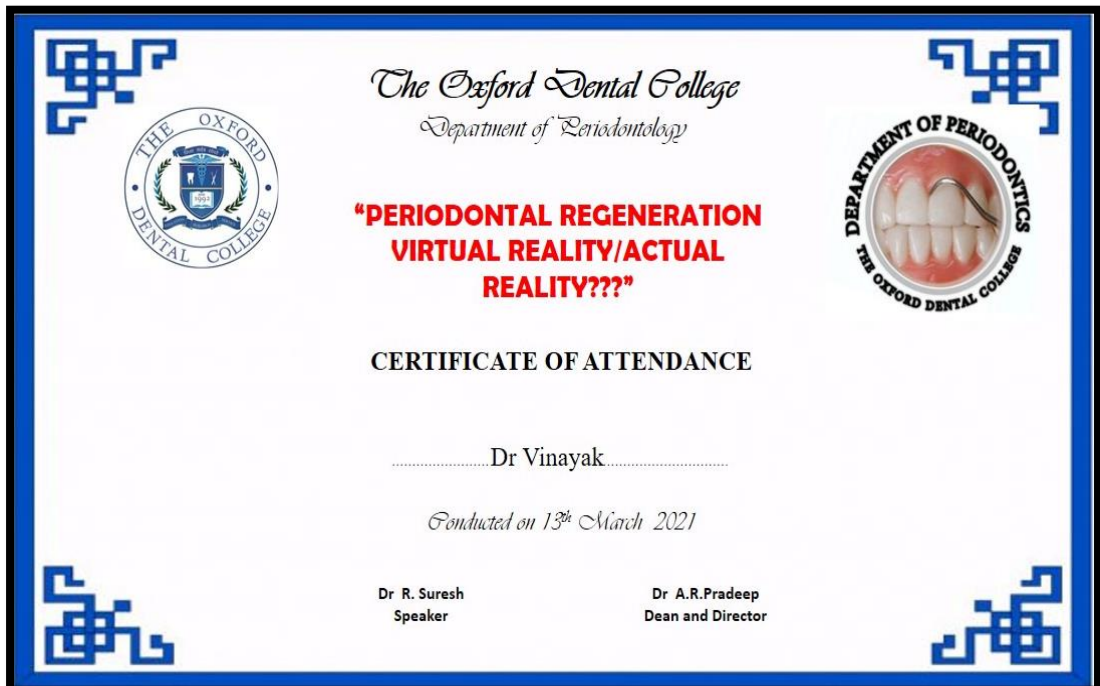 The Oxford Dental College
Department of Periodontology
THE OXFORD
DENTAL COLLEGE
1992
DEPARTMENT OF PERIODONTICS
THE OXFORD DENTAL COLLEGE
“PERIODONTAL REGENERATION
VIRTUAL REALITY/ACTUAL
REALITY???”
CERTIFICATE OF ATTENDANCE
........................Dr Vinayak..............................
Conducted on 13th March 2021
Dr R. Suresh
Speaker
Dr A.R.Pradeep
Dean and Director